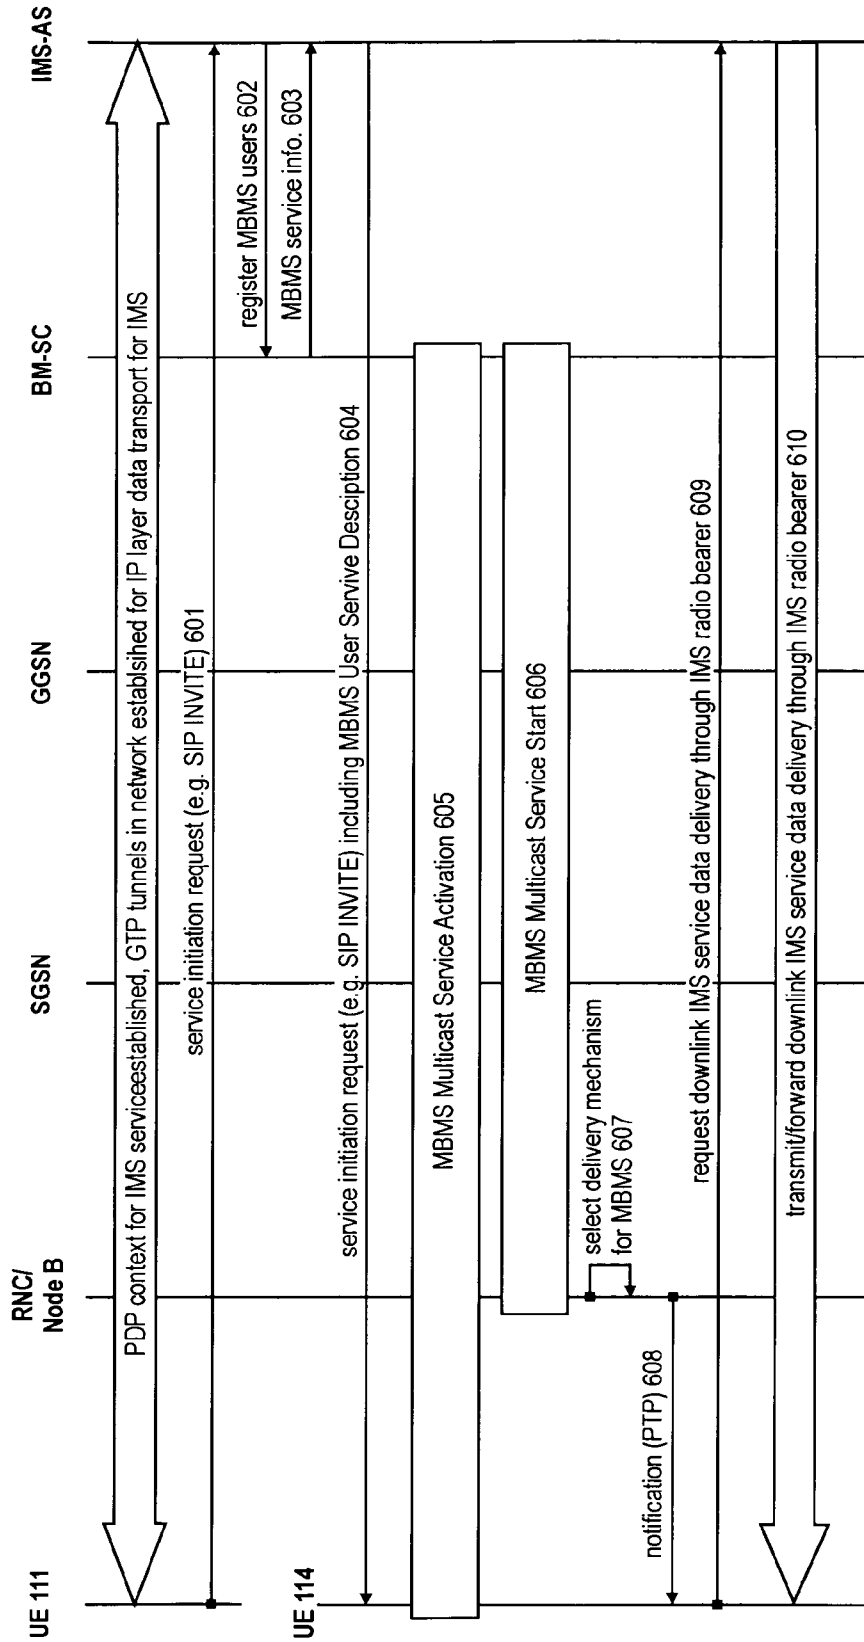 UE 111
RNC/
Node B
SGSN
GGSN
BM-SC
IMS-AS
PDP context for IMS serviceestablished, GTP tunnels in network establsihed for IP layer data transport for IMS
service initiation request (e.g. SIP INVITE) 601
register MBMS users 602
MBMS service info. 603
UE 114
service initiation request (e.g. SIP INVITE) including MBMS User Servive Desciption 604
MBMS Multicast Service Activation 605
MBMS Multicast Service Start 606
select delivery mechanism
for MBMS 607
notification (PTP) 608
request downlink IMS service data delivery through IMS radio bearer 609
transmit/forward downlink IMS service data delivery through IMS radio bearer 610